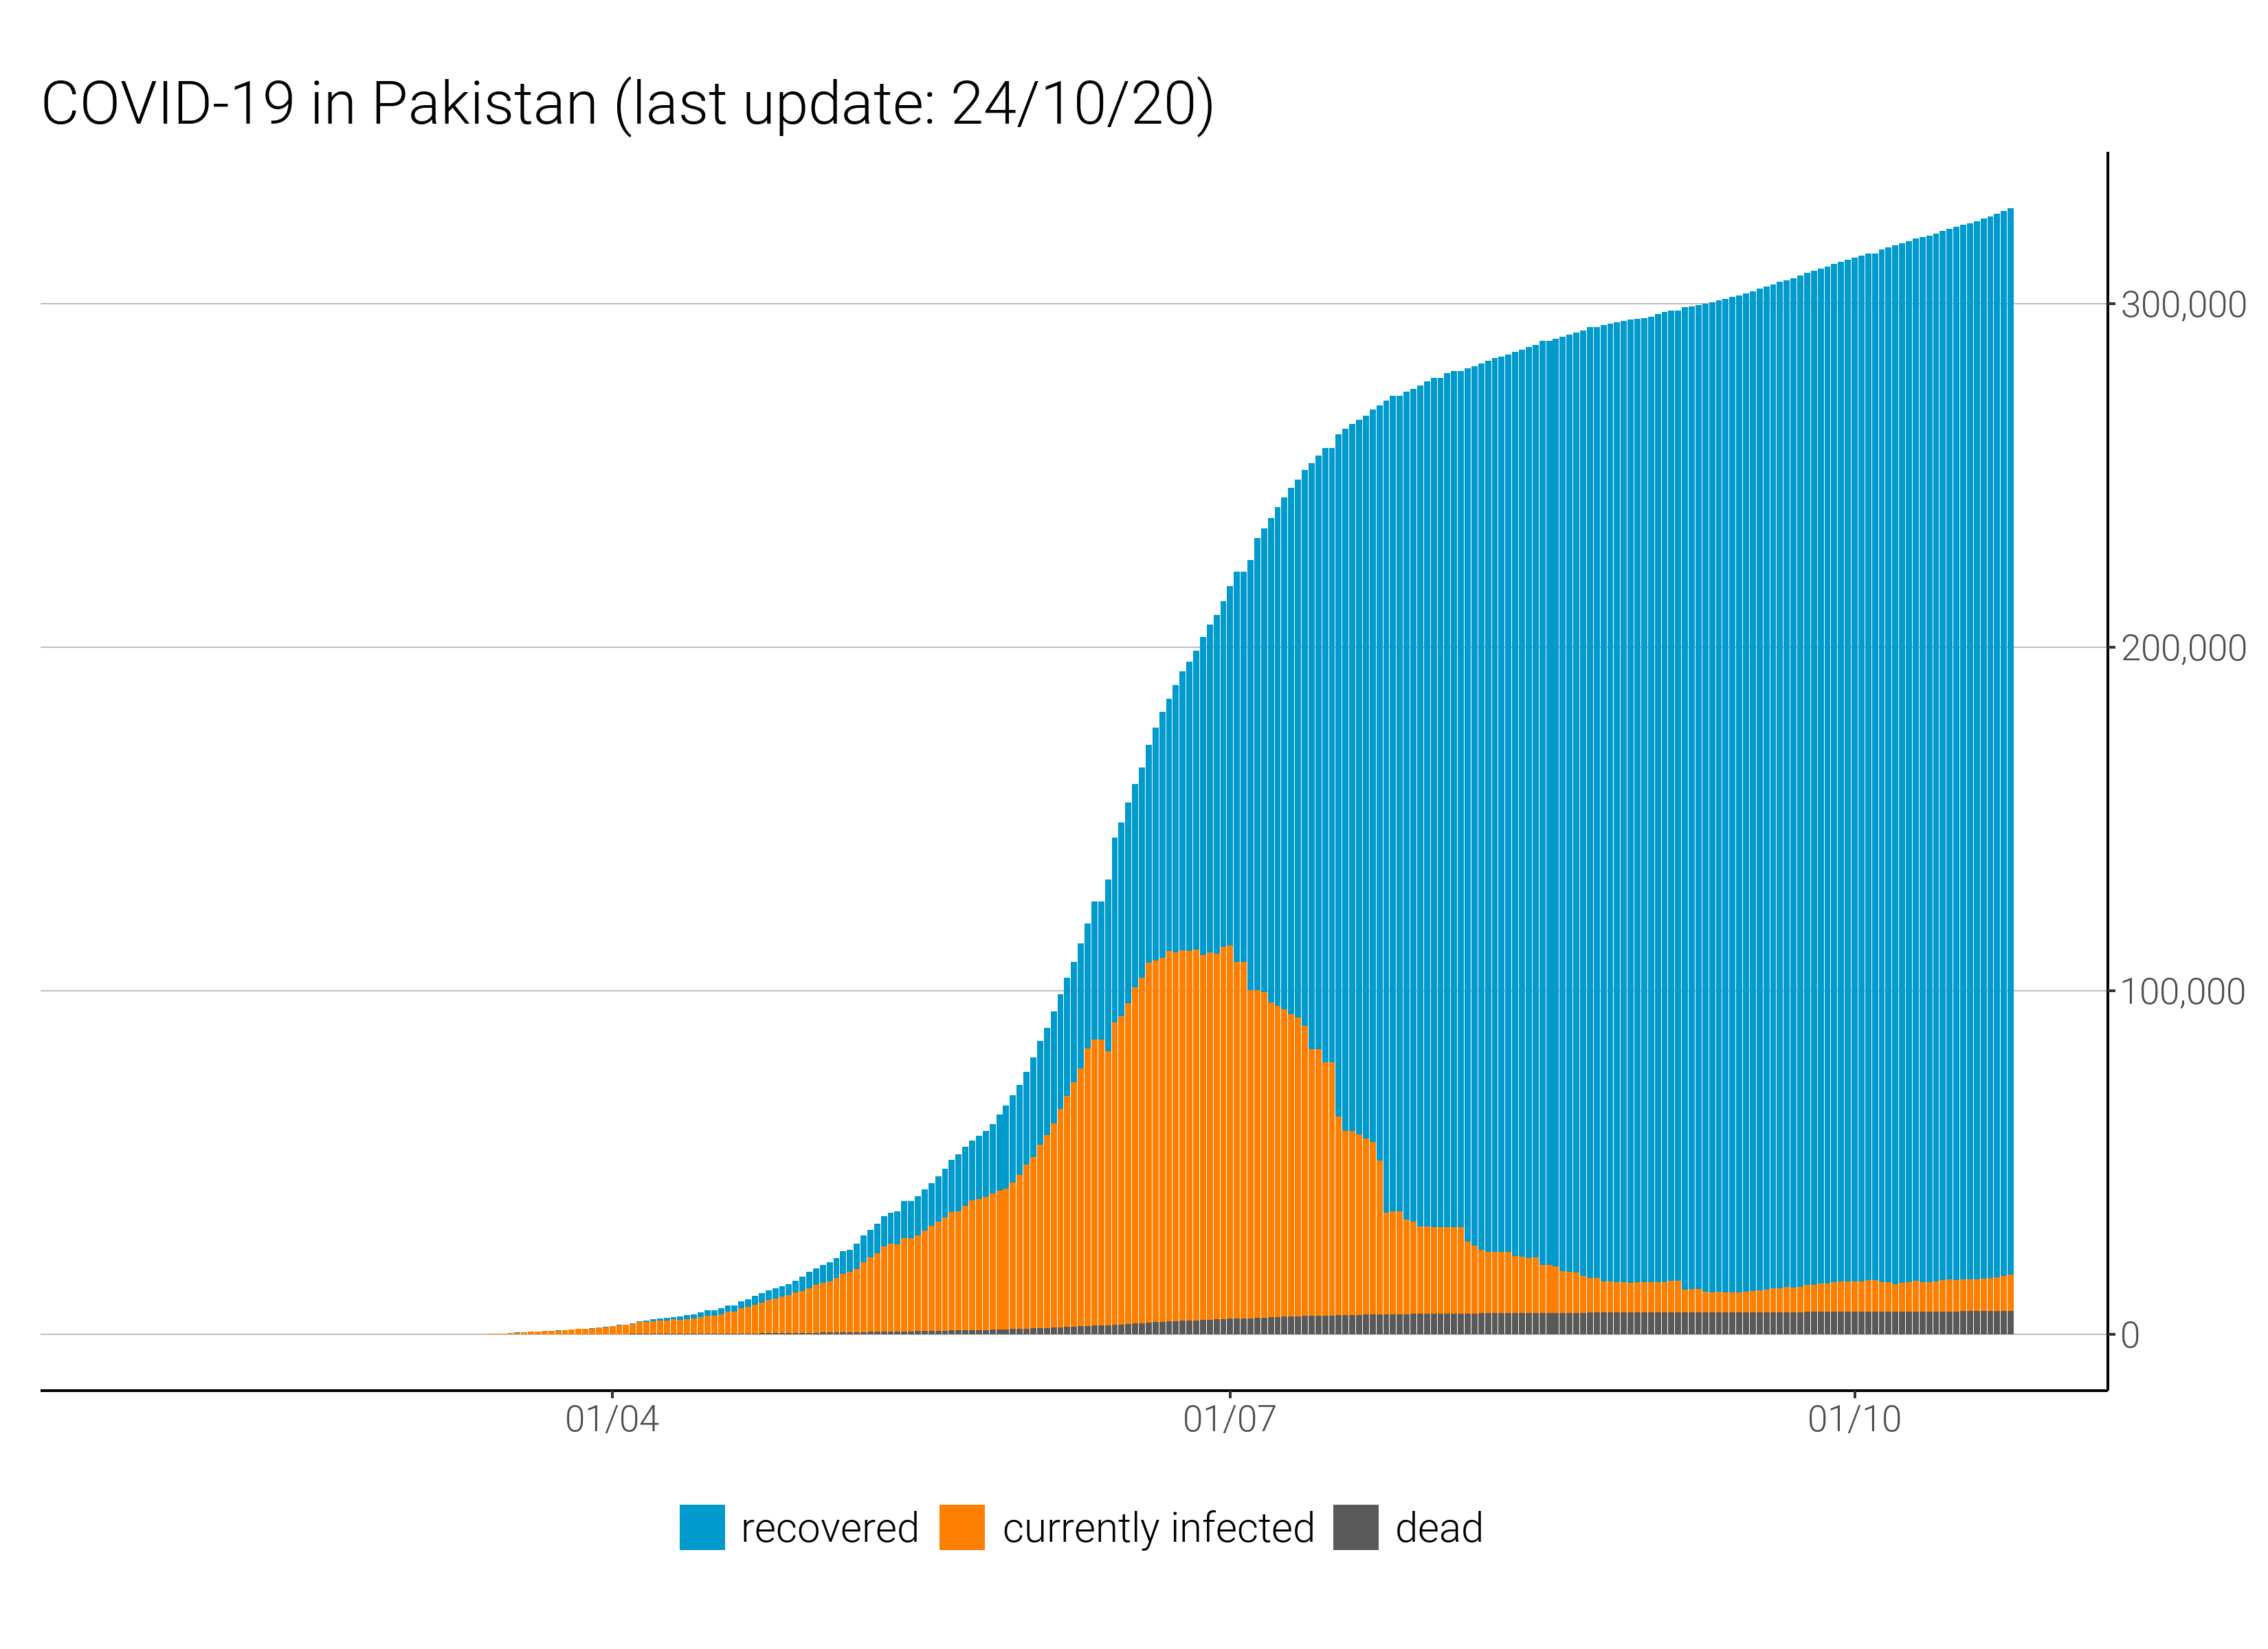 COVID-19 in Pakistan (last update: 24/10/20)
300,000
200,000
100,000
0
01/04 01/07 01/10
recovered currently infected dead